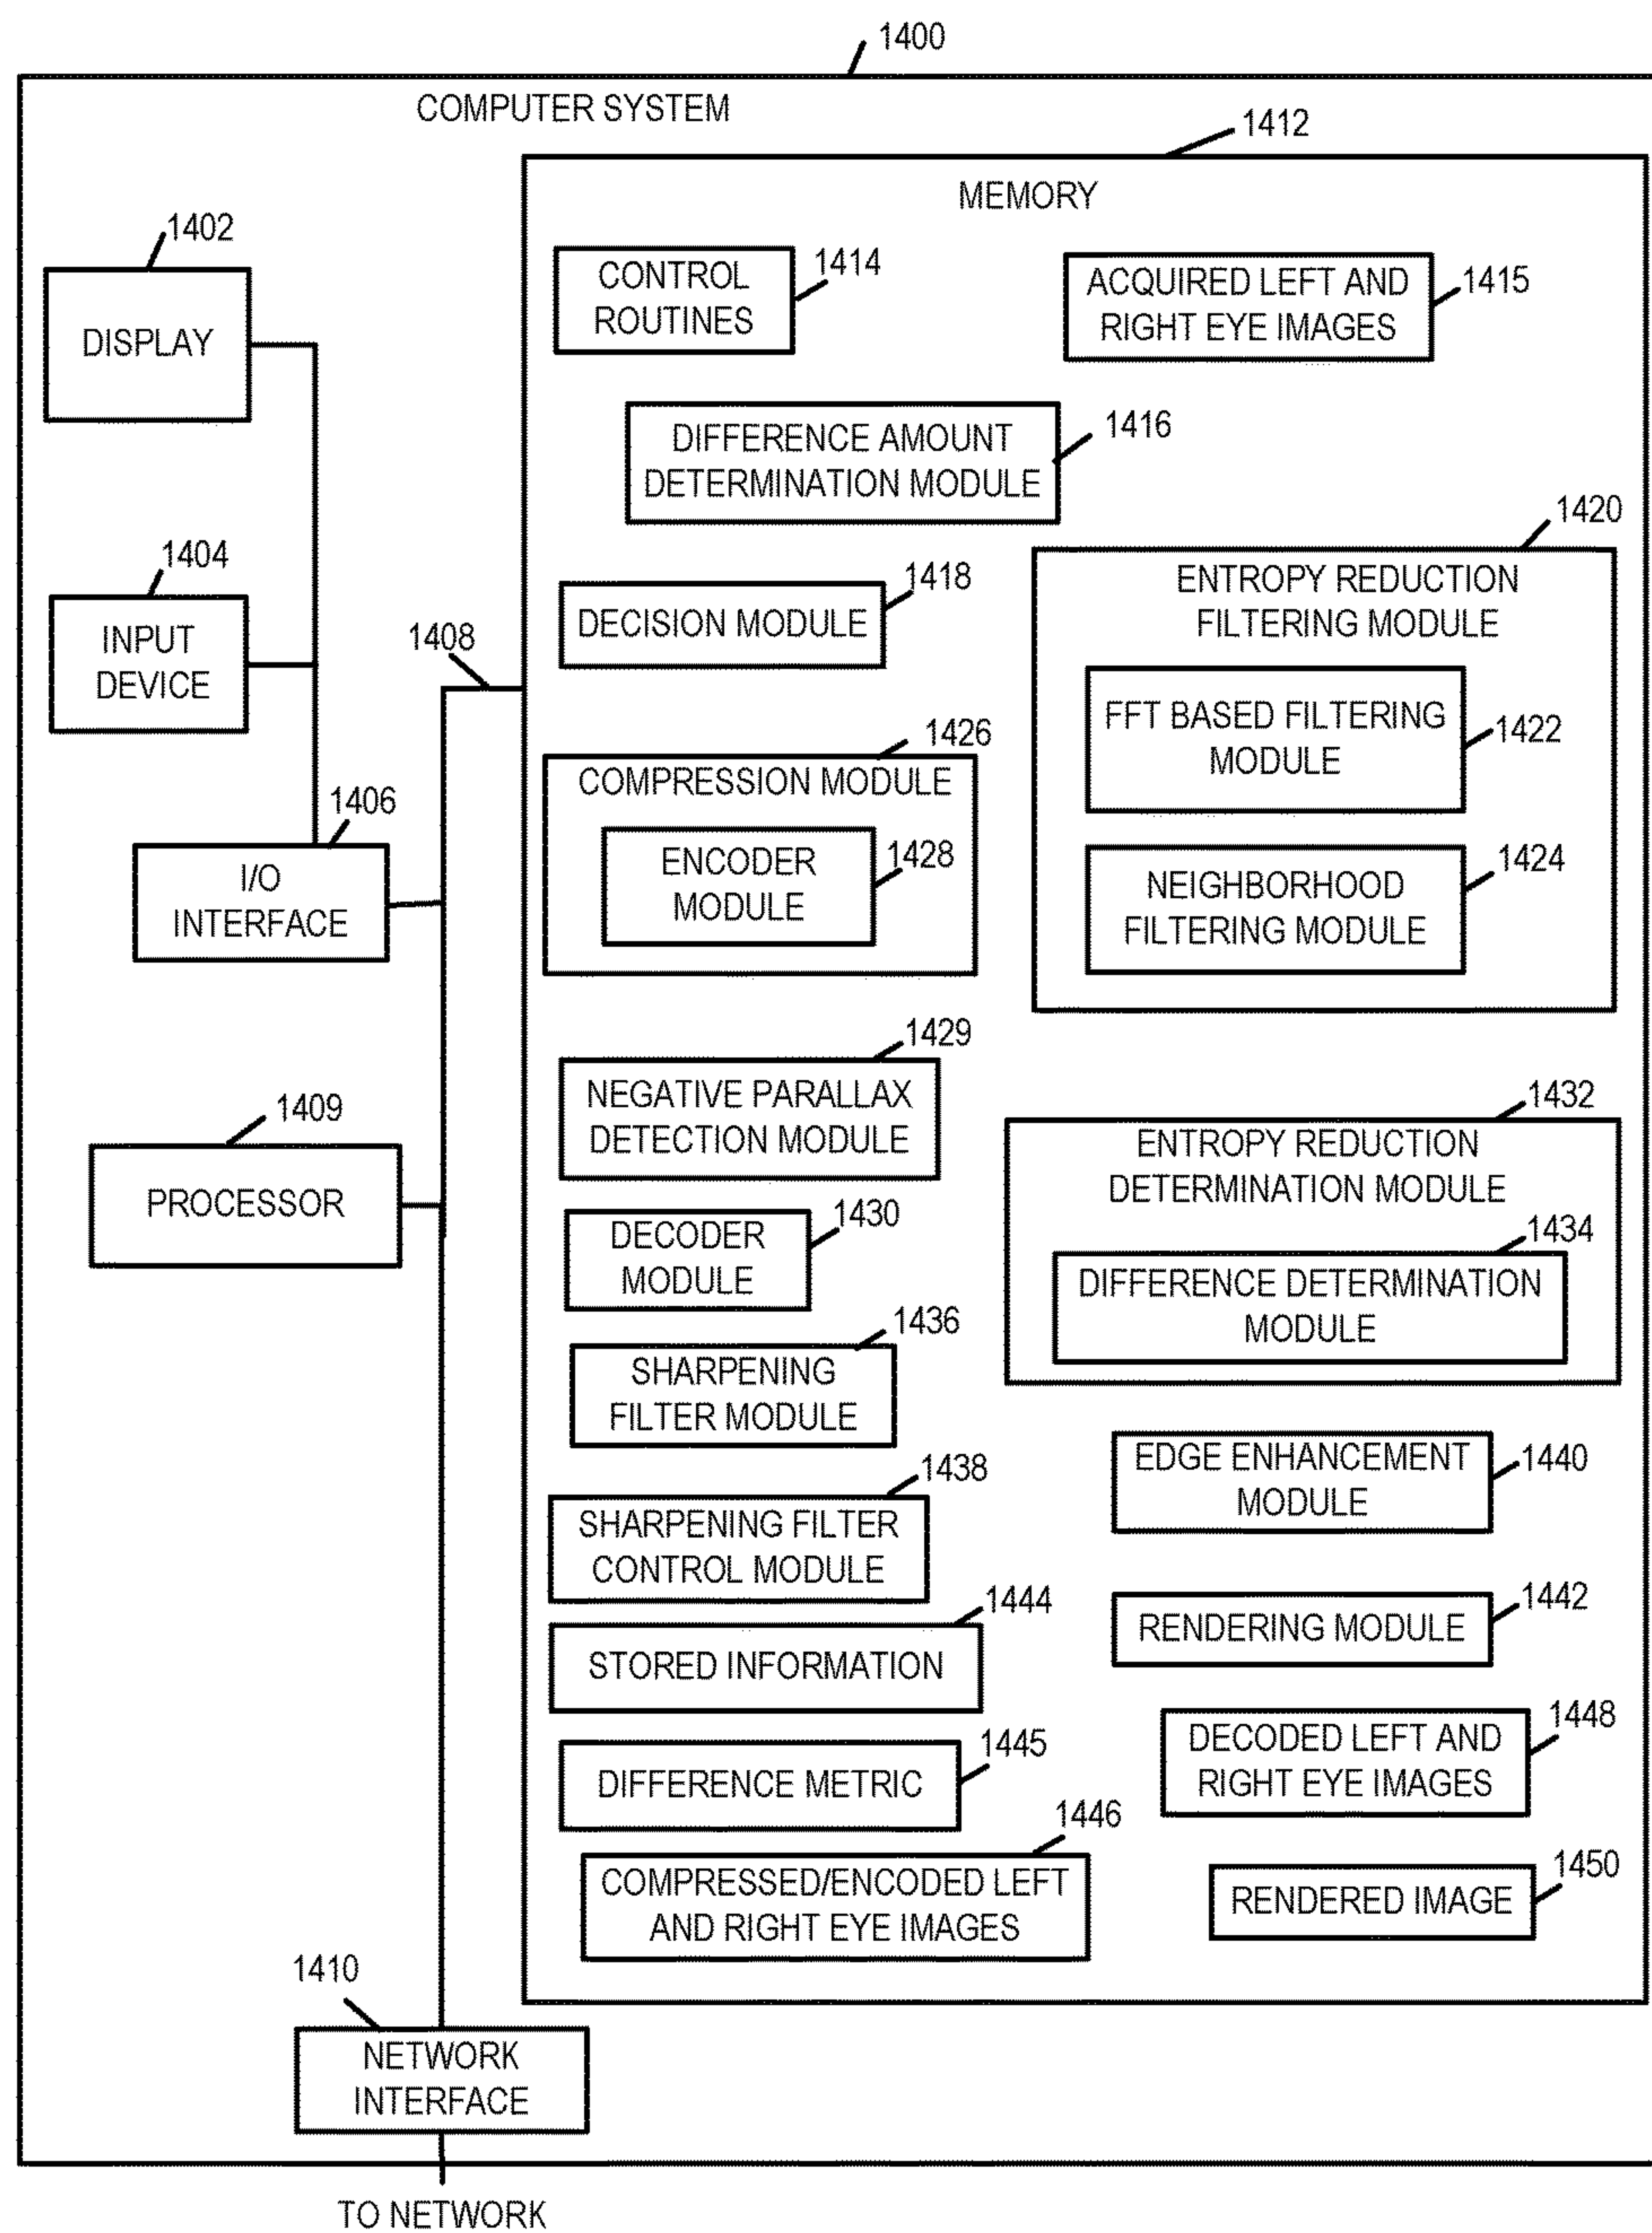 1400
COMPUTER SYSTEM
1412
MEMORY
1402
DISPLAY
1404
INPUT
DEVICE
1406
I/O
INTERFACE
1408
1409
PROCESSOR
1410
NETWORK
INTERFACE
TO NETWORK
CONTROL
ROUTINES
1414
ACQUIRED LEFT AND
RIGHT EYE IMAGES
1415
DIFFERENCE AMOUNT
DETERMINATION MODULE
1416
DECISION MODULE
1418
1420
ENTROPY REDUCTION
FILTERING MODULE
FFT BASED FILTERING
MODULE
1422
NEIGHBORHOOD
FILTERING MODULE
1424
1426
COMPRESSION MODULE
ENCODER
MODULE
1428
1429
NEGATIVE PARALLAX
DETECTION MODULE
1430
DECODER
MODULE
1432
ENTROPY REDUCTION
DETERMINATION MODULE
1434
DIFFERENCE DETERMINATION
MODULE
1436
SHARPENING
FILTER MODULE
1438
SHARPENING FILTER
CONTROL MODULE
EDGE ENHANCEMENT
MODULE
1440
RENDERING MODULE
1442
1444
STORED INFORMATION
1445
DIFFERENCE METRIC
1446
COMPRESSED/ENCODED LEFT
AND RIGHT EYE IMAGES
DECODED LEFT AND
RIGHT EYE IMAGES
1448
RENDERED IMAGE
1450